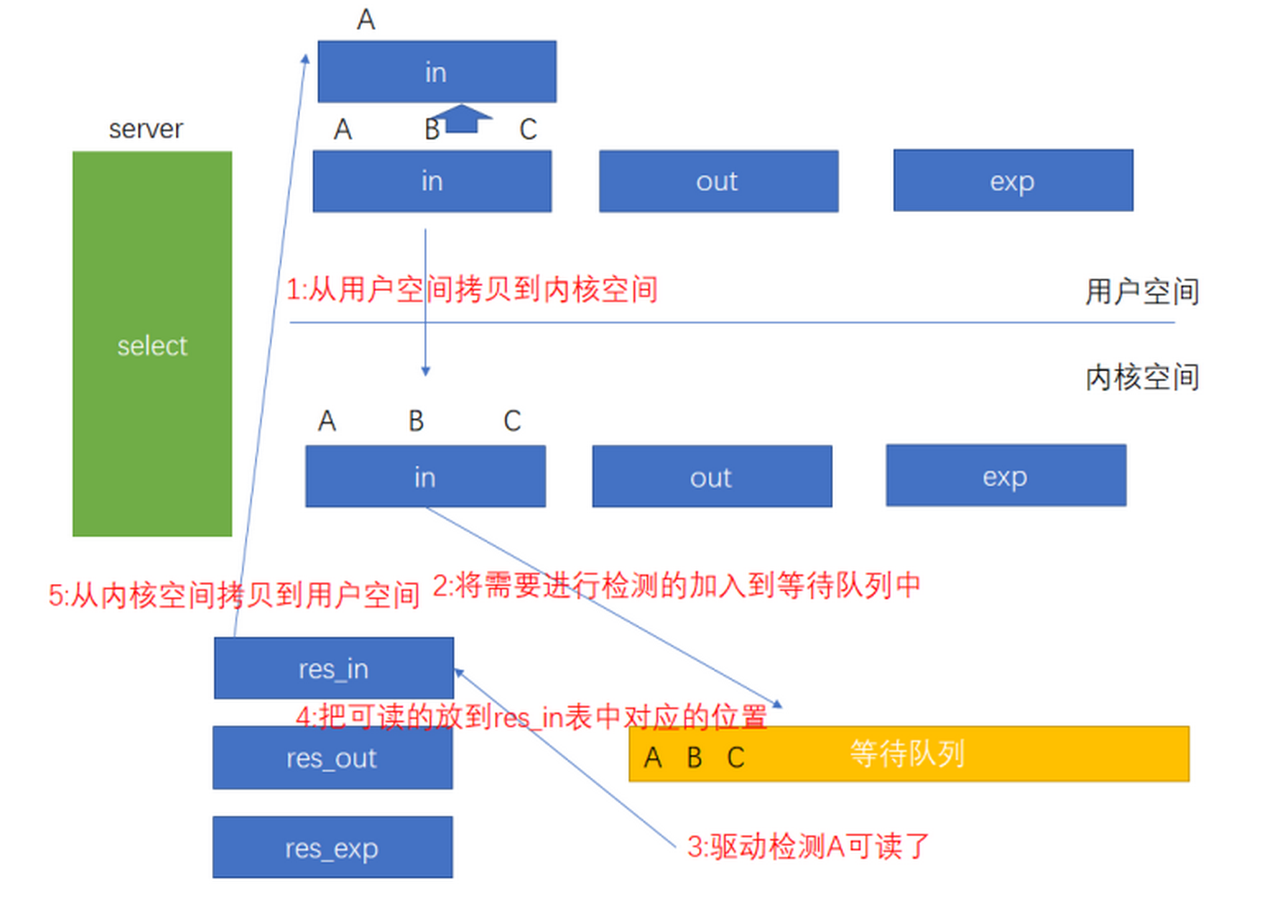 A
in
server
A B C
in out exp
1:从用户空间拷贝到内核空间
用户空间
select
内核空间
A B C
in out exp
5:从内核空间拷贝到用户空间
2:将需要进行检测的加入到等待队列中
res_in
4:把可读的放到res_in表中对应的位置
res_out
A B C 等待队列
res_exp
3:驱动检测A可读了